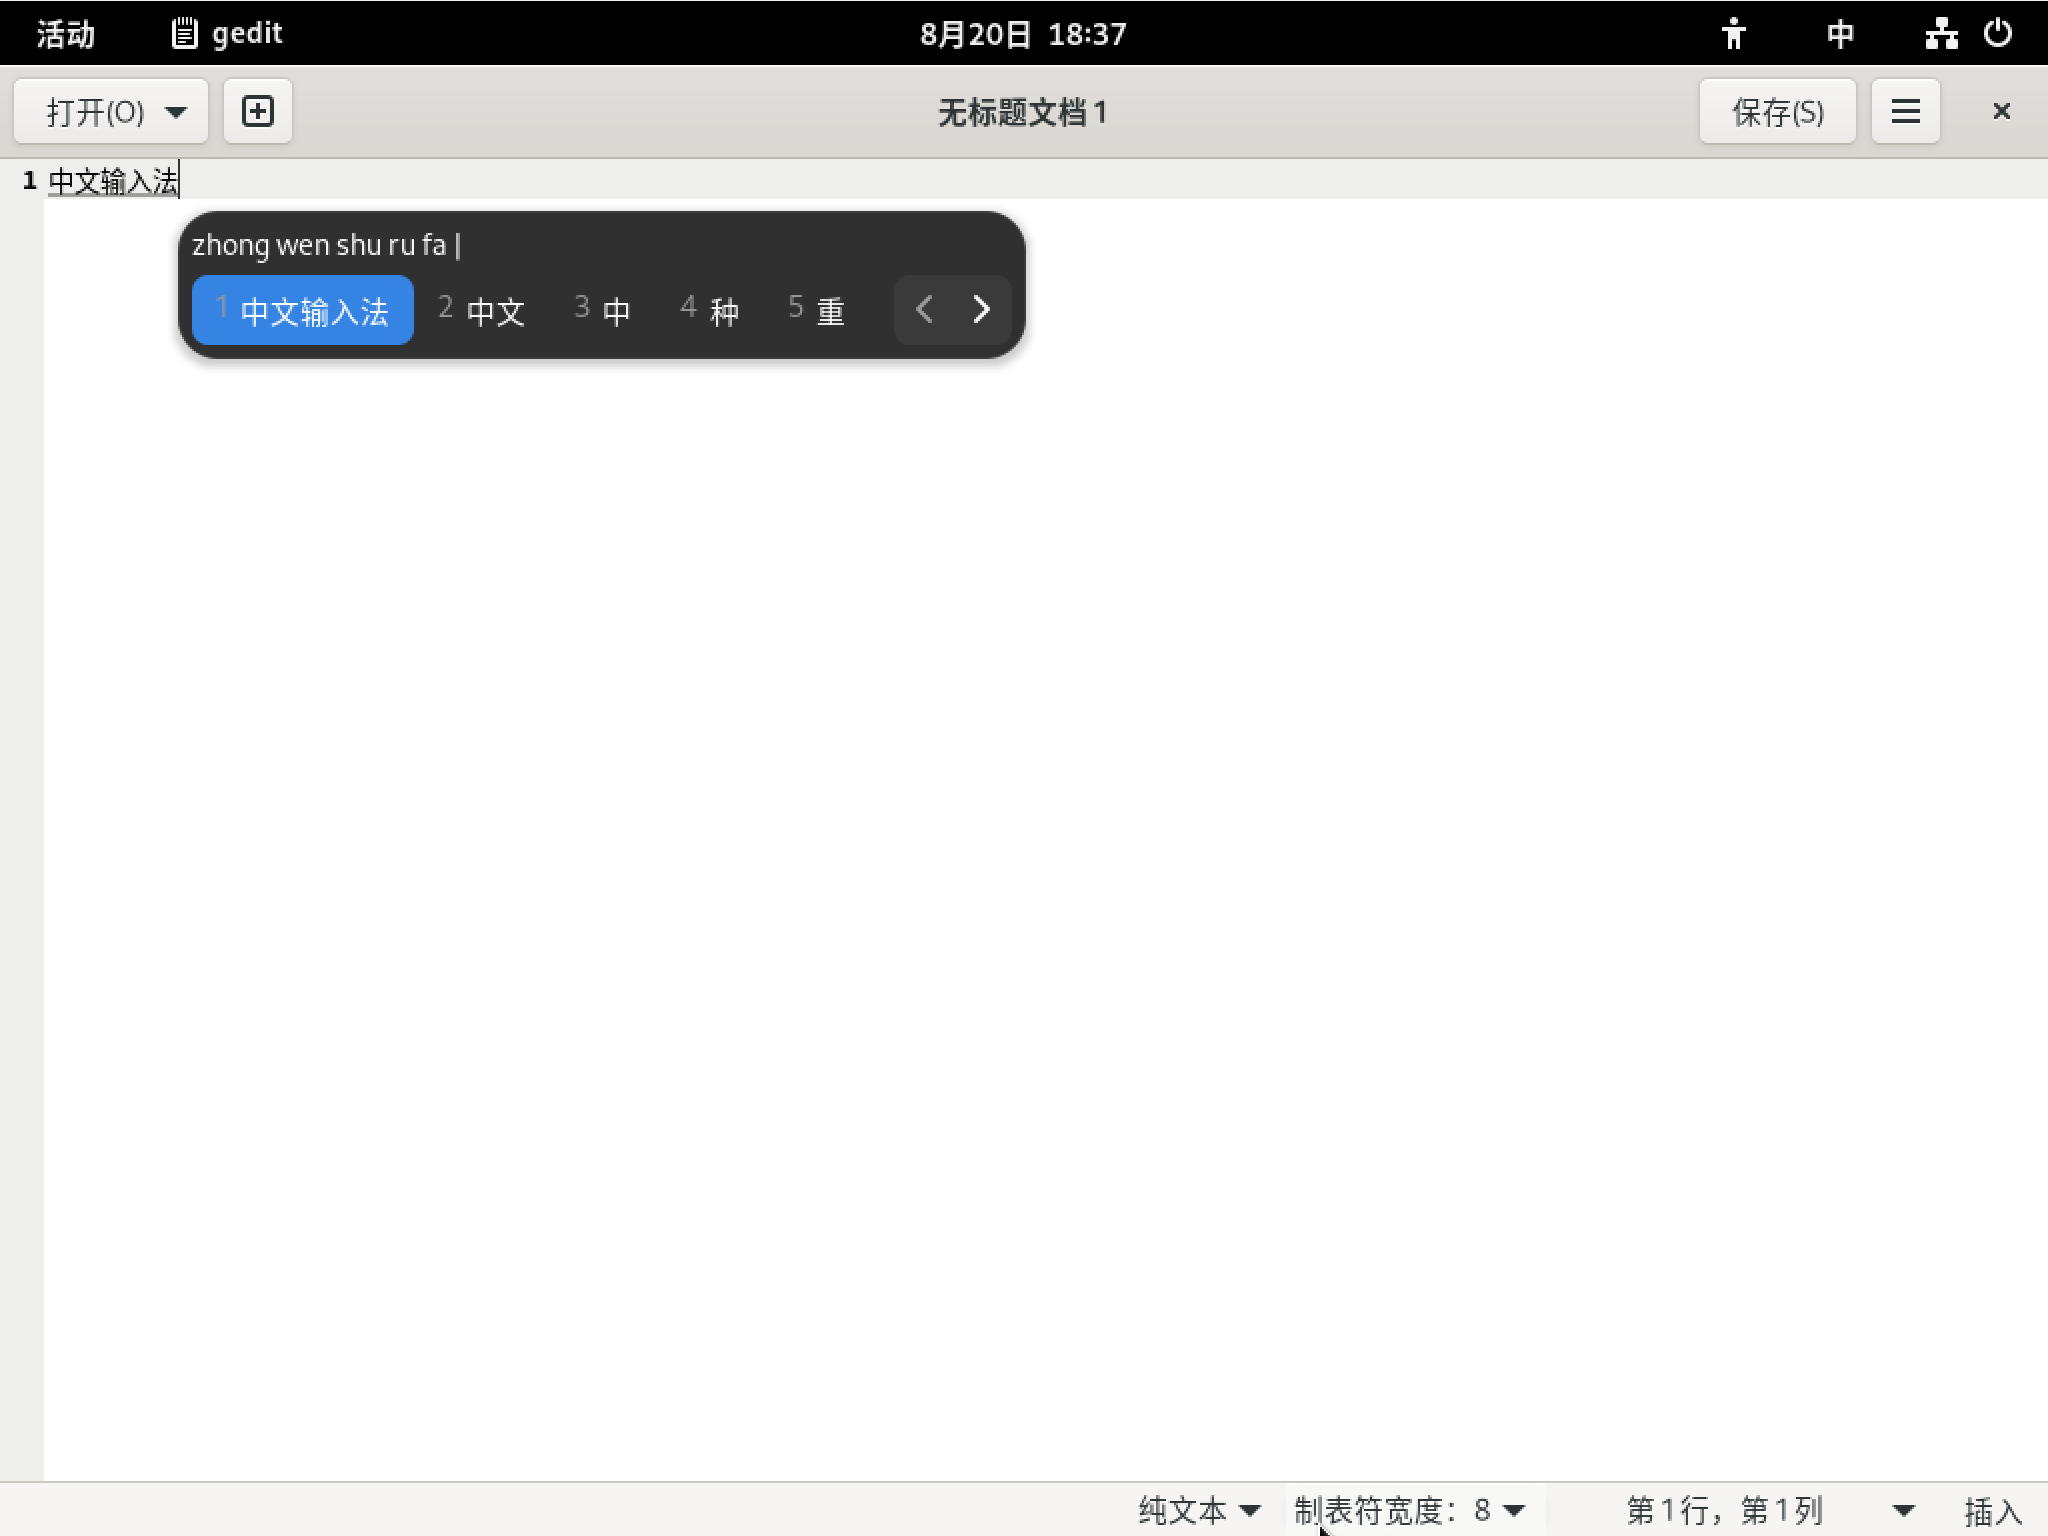 活动 gedit 8月20日 18:37 中
打开(O) 无标题文档 1 保存(S)
1 中文输入法
zhong wen shu ru fa |
1 中文输入法 2 中文 3 中 4 种 5 重
纯文本 制表符宽度：8 第 1 行，第 1 列 插入